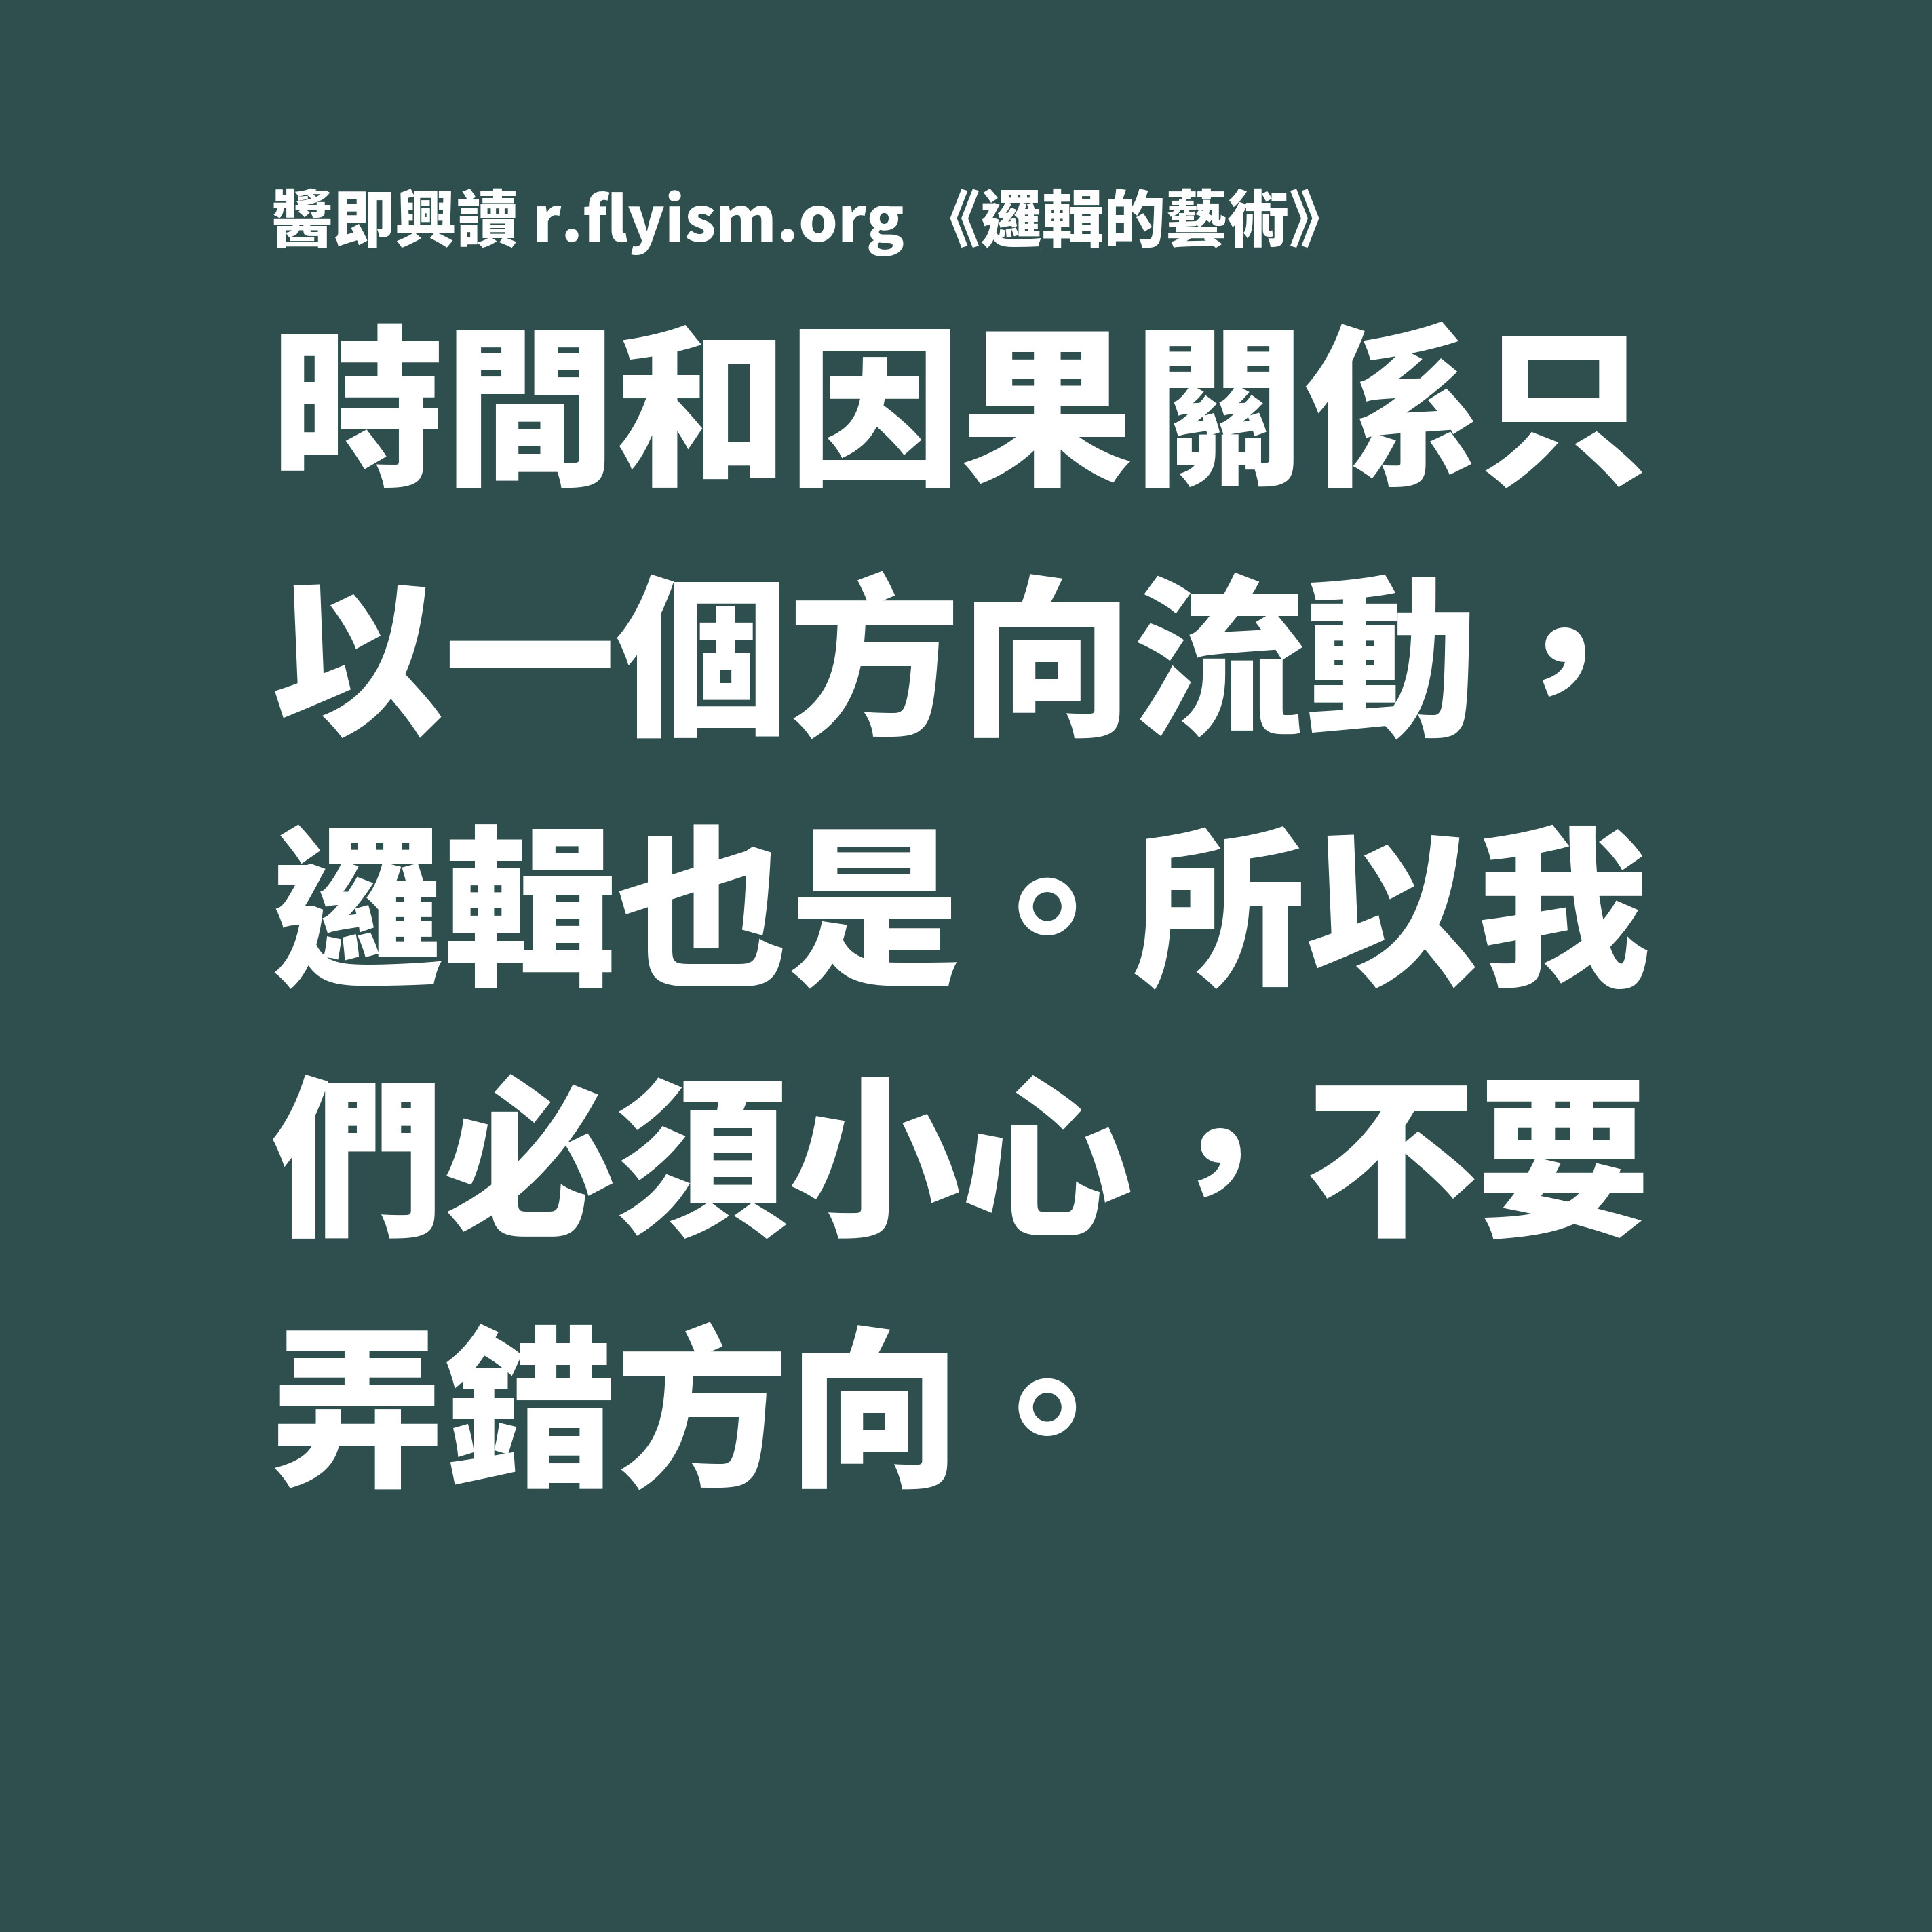 嫯即閱讀 r.flyism.org 《邏輯的藝術》
時間和因果關係只
以一個方向流動，
邏輯也是。所以我
們必須小心，不要
弄錯方向。